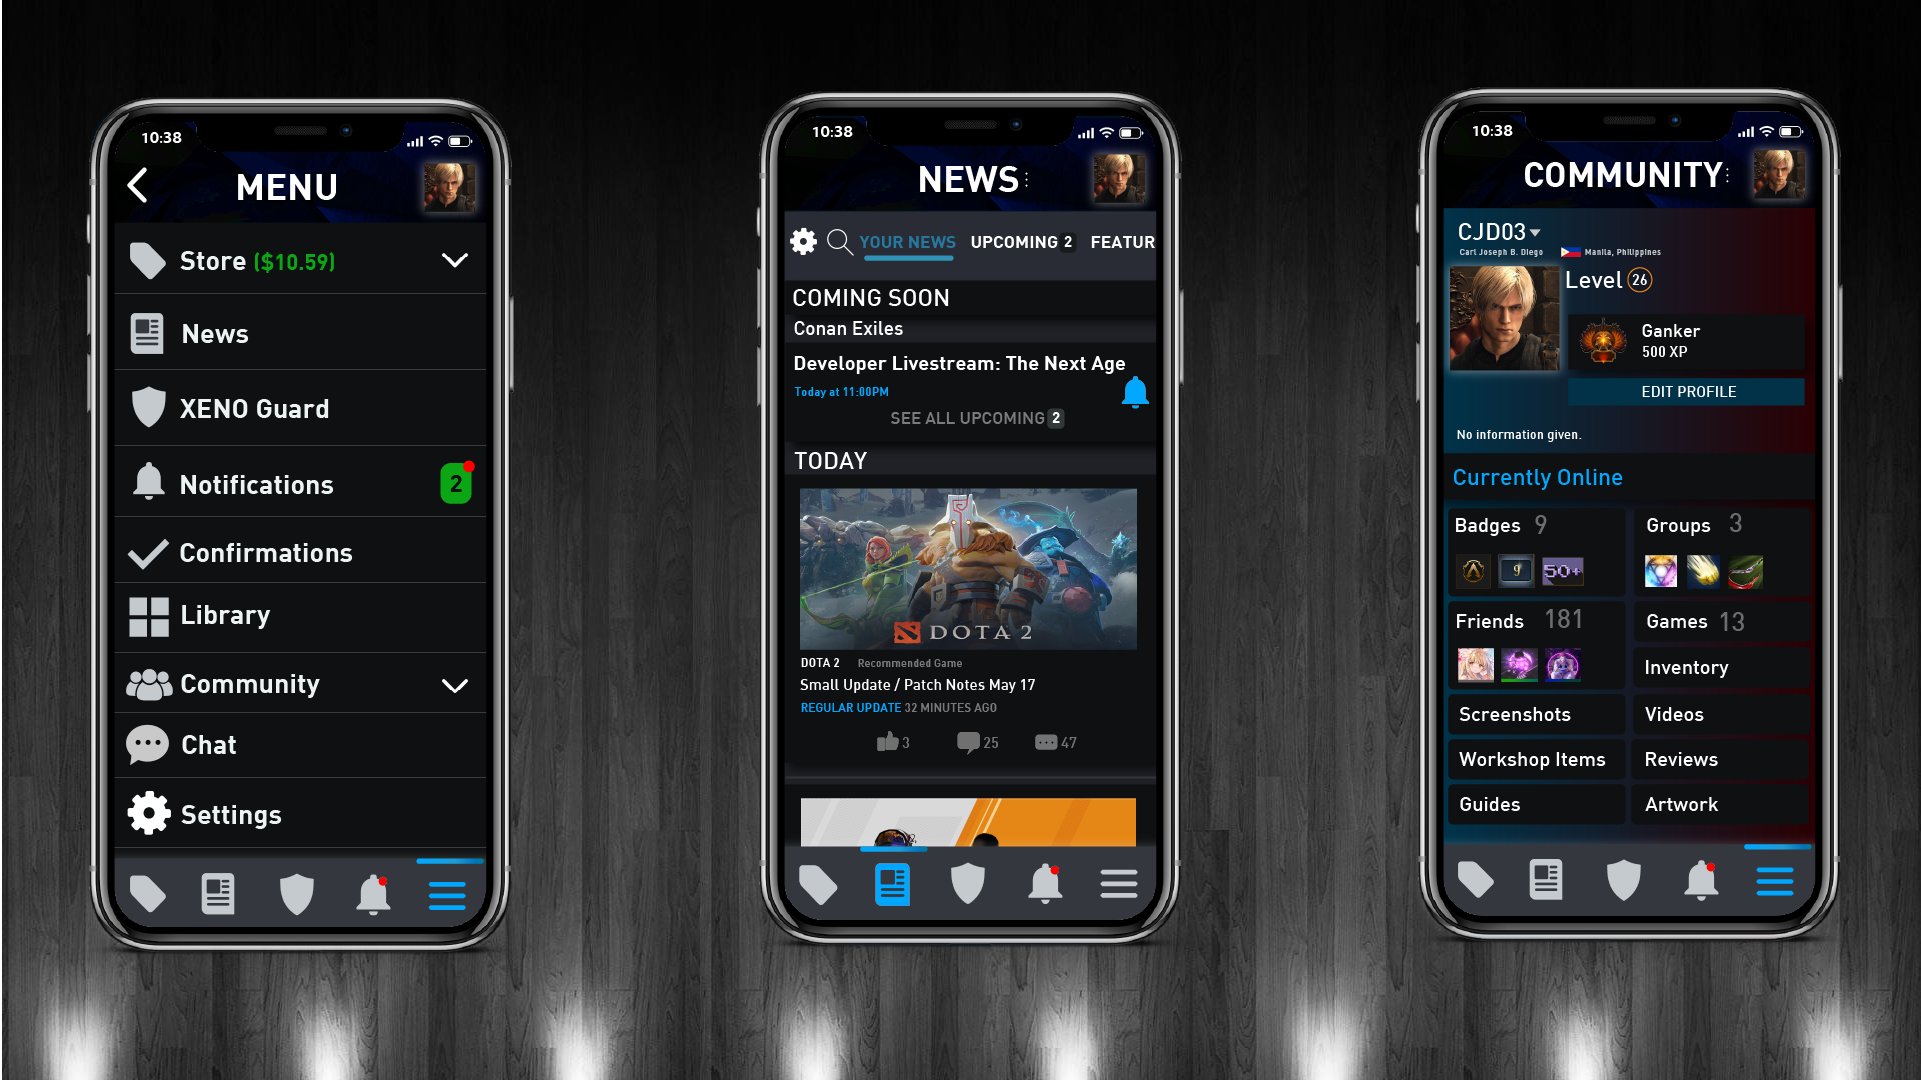 10:38
MENU
Store ($10.59)
News
XENO Guard
Notifications 2
Confirmations
Library
Community
Chat
Settings
10:38
NEWS
YOUR NEWS UPCOMING 2 FEATUR
COMING SOON
Conan Exiles
Developer Livestream: The Next Age
Today at 11:00PM
SEE ALL UPCOMING 2
TODAY
DOTA 2
DOTA 2 Recommended Game
Small Update / Patch Notes May 17
REGULAR UPDATE 32 MINUTES AGO
3 25 47
10:38
COMMUNITY
CJD03
Carl Joseph B. Diego Manila, Philippines
Level 26
Ganker
500 XP
EDIT PROFILE
No information given.
Currently Online
Badges 9 Groups 3
9 50+
Friends 181 Games 13
Inventory
Screenshots Videos
Workshop Items Reviews
Guides Artwork